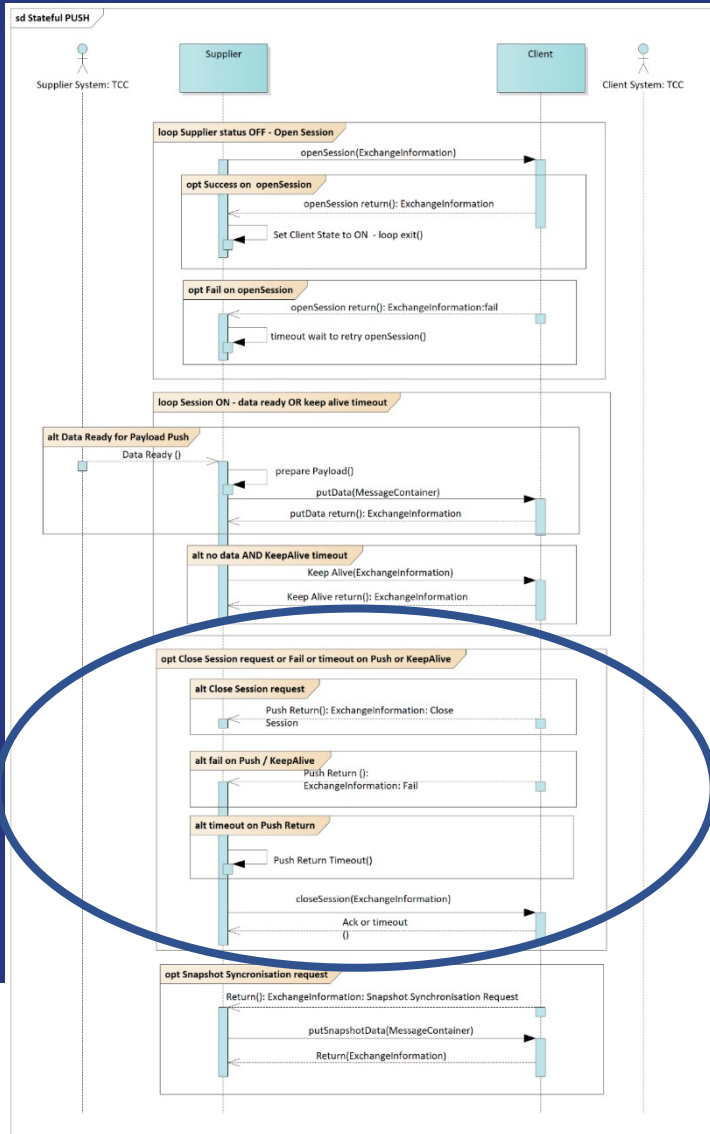 sd Stateful PUSH
Supplier System: TCC
Supplier
Client
Client System: TCC
loop Supplier status OFF - Open Session
openSession(ExchangeInformation)
opt Success on openSession
openSession return(): ExchangeInformation
Set Client State to ON - loop exit()
opt Fail on openSession
openSession return(): ExchangeInformation:fail
timeout wait to retry openSession()
loop Session ON - data ready OR keep alive timeout
alt Data Ready for Payload Push
Data Ready ()
prepare Payload()
putData(MessageContainer)
putData return(): ExchangeInformation
alt no data AND KeepAlive timeout
Keep Alive(ExchangeInformation)
Keep Alive return(): ExchangeInformation
opt Close Session request or Fail or timeout on Push or KeepAlive
alt Close Session request
Push Return(): ExchangeInformation: Close
Session
alt fail on Push / KeepAlive
Push Return ():
ExchangeInformation: Fail
alt timeout on Push Return
Push Return Timeout()
closeSession(ExchangeInformation)
Ack or timeout
()
opt Snapshot Syncronisation request
Return(): ExchangeInformation: Snapshot Synchronisation Request
putSnapshotData(MessageContainer)
Return(ExchangeInformation)